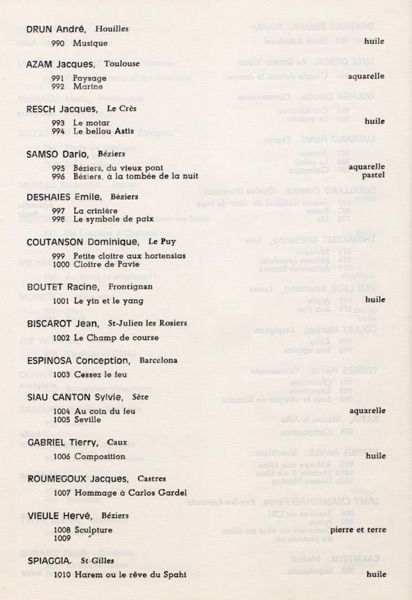 DRUN André, Houilles
990 Musique huile
AZAM Jacques, Toulouse
991 Paysage aquarelle
992 Marine
RESCH Jacques, Le Crès
993 Le motar huile
994 Le bellou Astis
SAMSO Dario, Béziers
995 Béziers, du vieux pont aquarelle
996 Béziers, à la tombée de la nuit pastel
DESHAIES Emile, Béziers
997 La crinière
998 Le symbole de paix
COUTANSON Dominique, Le Puy
999 Petite cloître aux hortensias
1000 Cloître de Pavie
BOUTET Racine, Frontignan
1001 Le yin et le yang huile
BISCAROT Jean, St-Julien les Rosiers
1002 Le Champ de course
ESPINOSA Conception, Barcelona
1003 Cessez le feu
SIAU CANTON Sylvie, Sète
1004 Au coin du feu aquarelle
1005 Seville
GABRIEL Tierry, Caux
1006 Composition huile
ROUMEGOUX Jacques, Castres
1007 Hommage à Carlos Gardel
VIEULE Hervé, Béziers
1008 Sculpture pierre et terre
1009
SPIAGGIA, St-Gilles
1010 Harem ou le rêve du Spahi huile